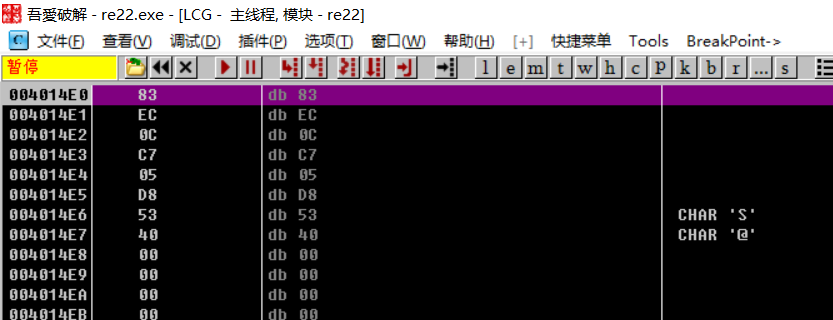 吾爱破解 - re22.exe - [LCG - 主线程, 模块 - re22]
C 文件(F) 查看(V) 调试(D) 插件(P) 选项(T) 窗口(W) 帮助(H) [+] 快捷菜单 Tools BreakPoint->
暂停 l e m t w h c p k b r ... s
004014E0 83 db 83
004014E1 EC db EC
004014E2 0C db 0C
004014E3 C7 db C7
004014E4 05 db 05
004014E5 D8 db D8
004014E6 53 db 53 CHAR 'S'
004014E7 40 db 40 CHAR '@'
004014E8 00 db 00
004014E9 00 db 00
004014EA 00 db 00
004014EB 00 db 00